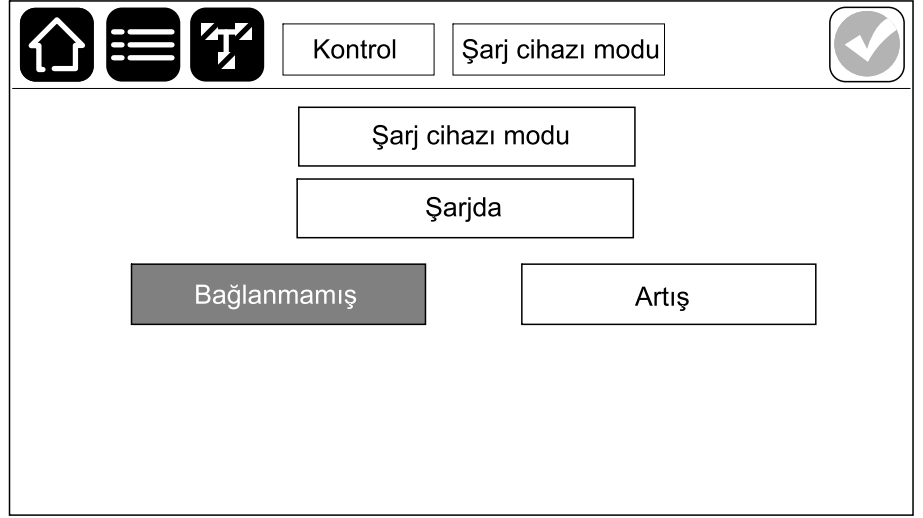 Kontrol
Şarj cihazı modu
Şarj cihazı modu
Şarjda
Bağlanmamış
Artış